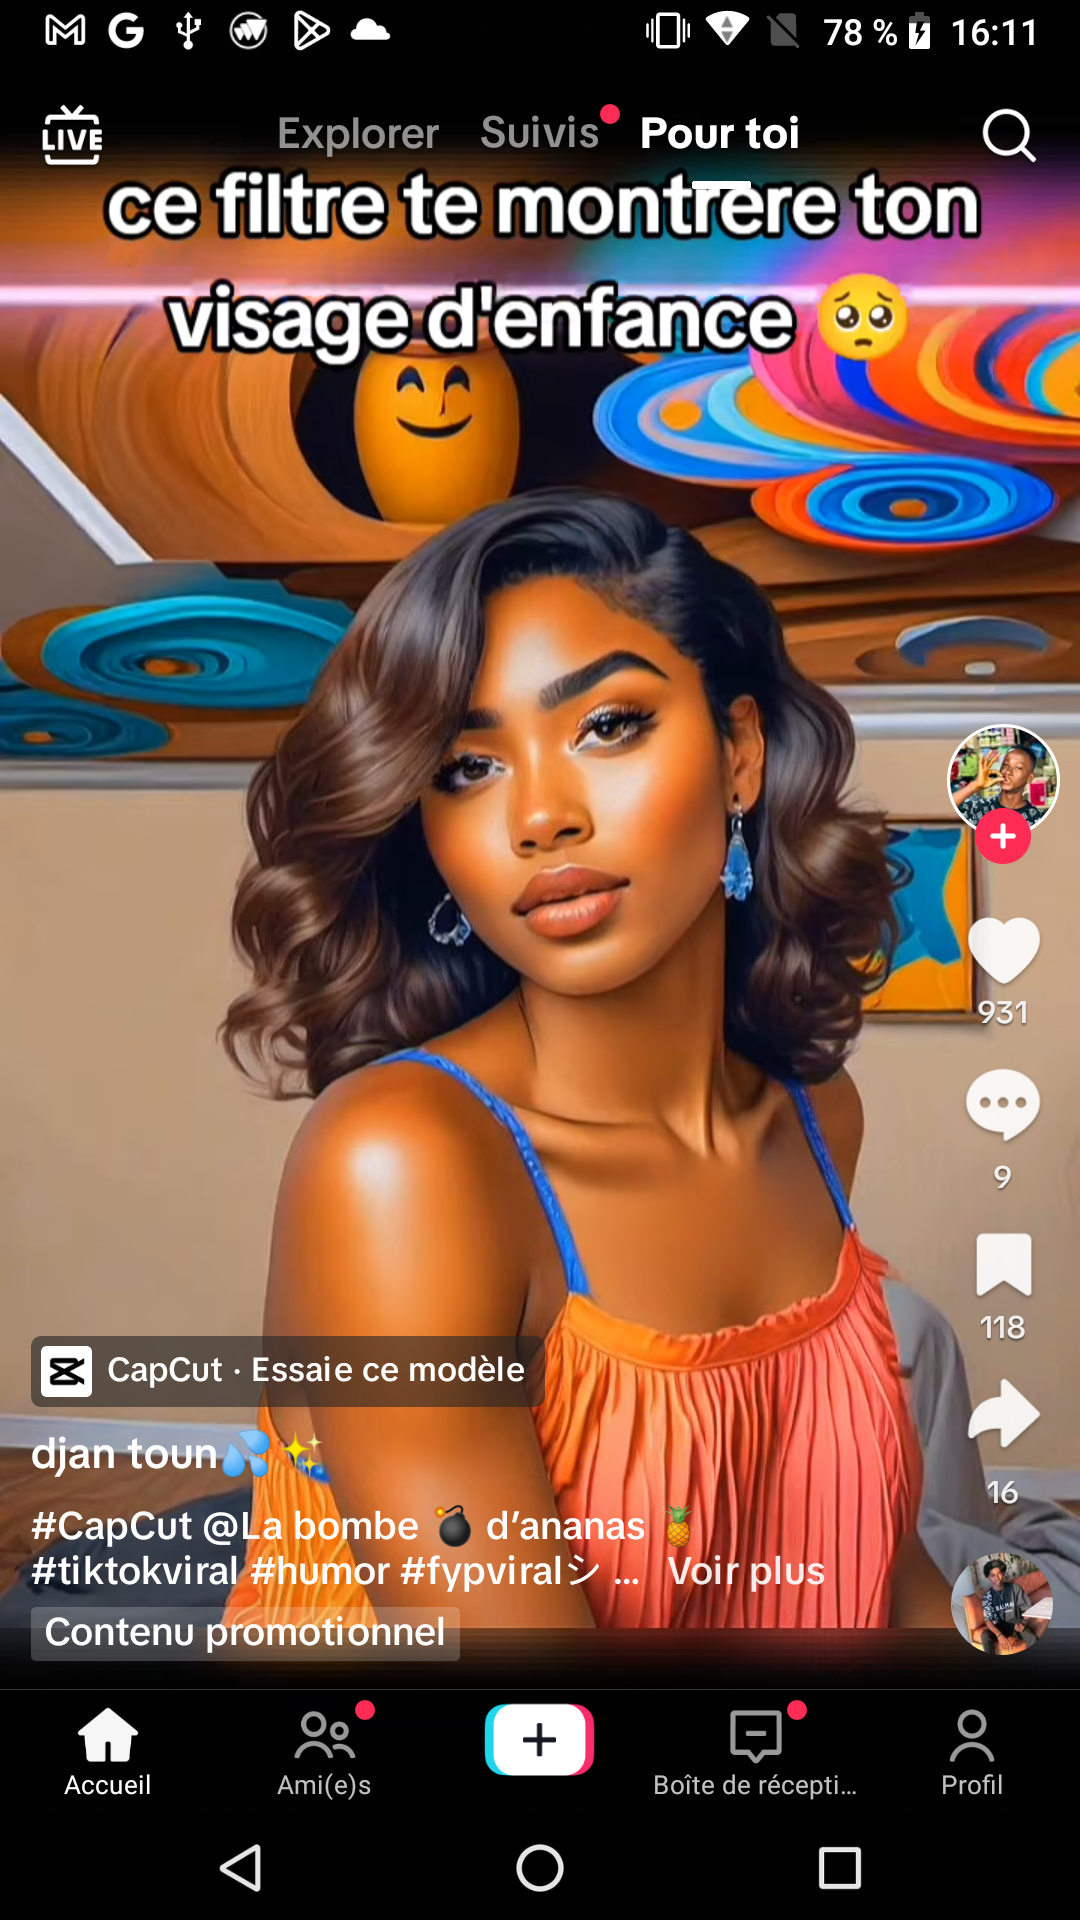 78 % 16:11
LIVE Explorer Suivis Pour toi
ce filtre te montrere ton
visage d'enfance 🥺
931
9
118
CapCut · Essaie ce modèle
djan toun💦✨
16
#CapCut @La bombe 💣 d’ananas 🍍
#tiktokviral #humor #fypviralシ ... Voir plus
Contenu promotionnel
Accueil Ami(e)s Boîte de récepti... Profil